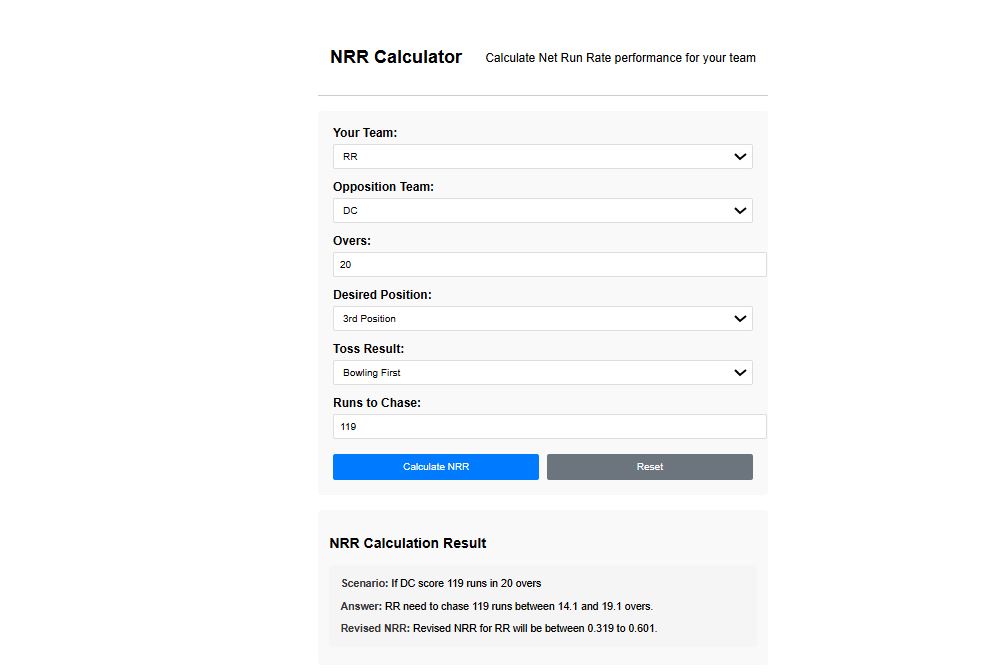 NRR Calculator
Calculate Net Run Rate performance for your team
Your Team:
RR
Opposition Team:
DC
Overs:
20
Desired Position:
3rd Position
Toss Result:
Bowling First
Runs to Chase:
119
Calculate NRR
Reset
NRR Calculation Result
Scenario: If DC score 119 runs in 20 overs
Answer: RR need to chase 119 runs between 14.1 and 19.1 overs.
Revised NRR: Revised NRR for RR will be between 0.319 to 0.601.